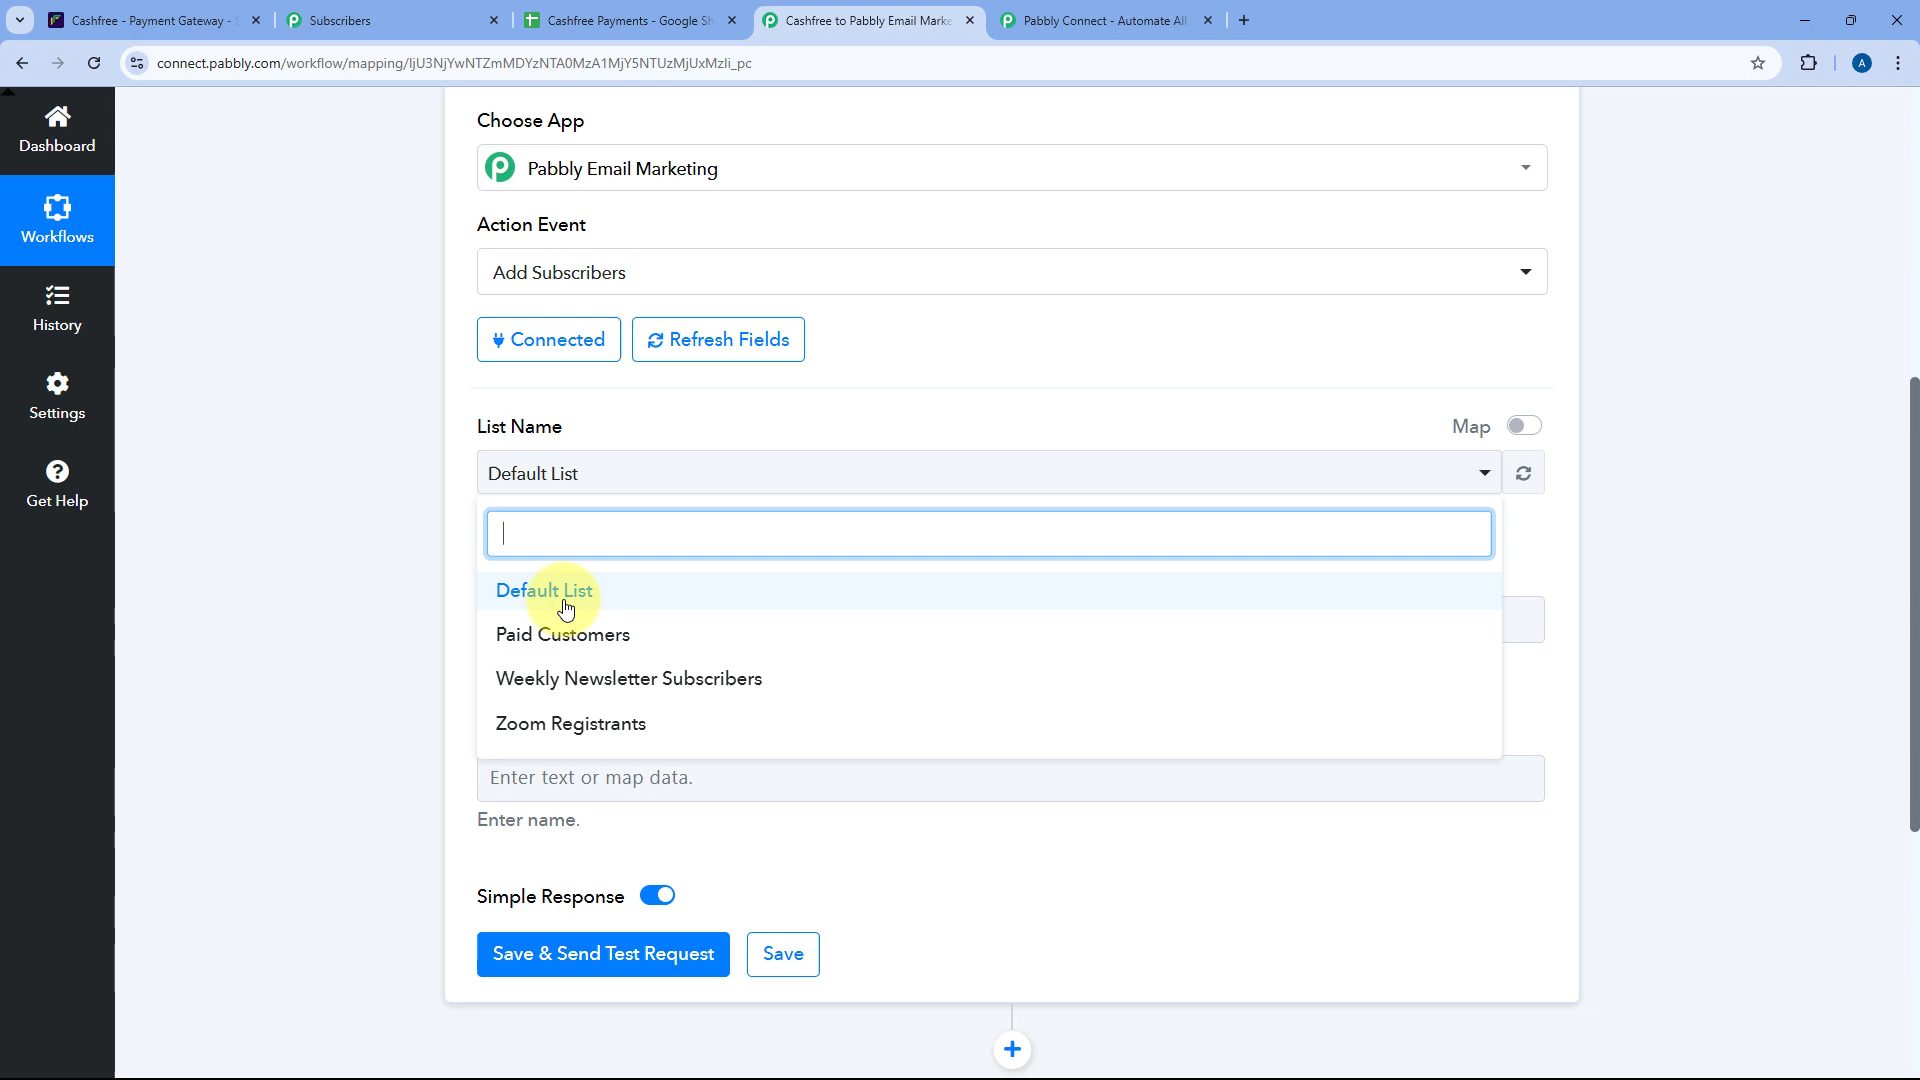 Cashfree - Payment Gateway -
Subscribers
Cashfree Payments - Google Sh
Cashfree to Pabbly Email Marke
Pabbly Connect - Automate All
connect.pabbly.com/workflow/mapping/IjU3NjYwNTZmMDYzNTA0MzA1MjY5NTUzMjUxMzIi_pc
A
Dashboard
Workflows
History
Settings
Get Help
Choose App
Pabbly Email Marketing
Action Event
Add Subscribers
Connected
Refresh Fields
List Name
Map
Default List
Default List
Paid Customers
Weekly Newsletter Subscribers
Zoom Registrants
Enter text or map data.
Enter name.
Simple Response
Save & Send Test Request
Save